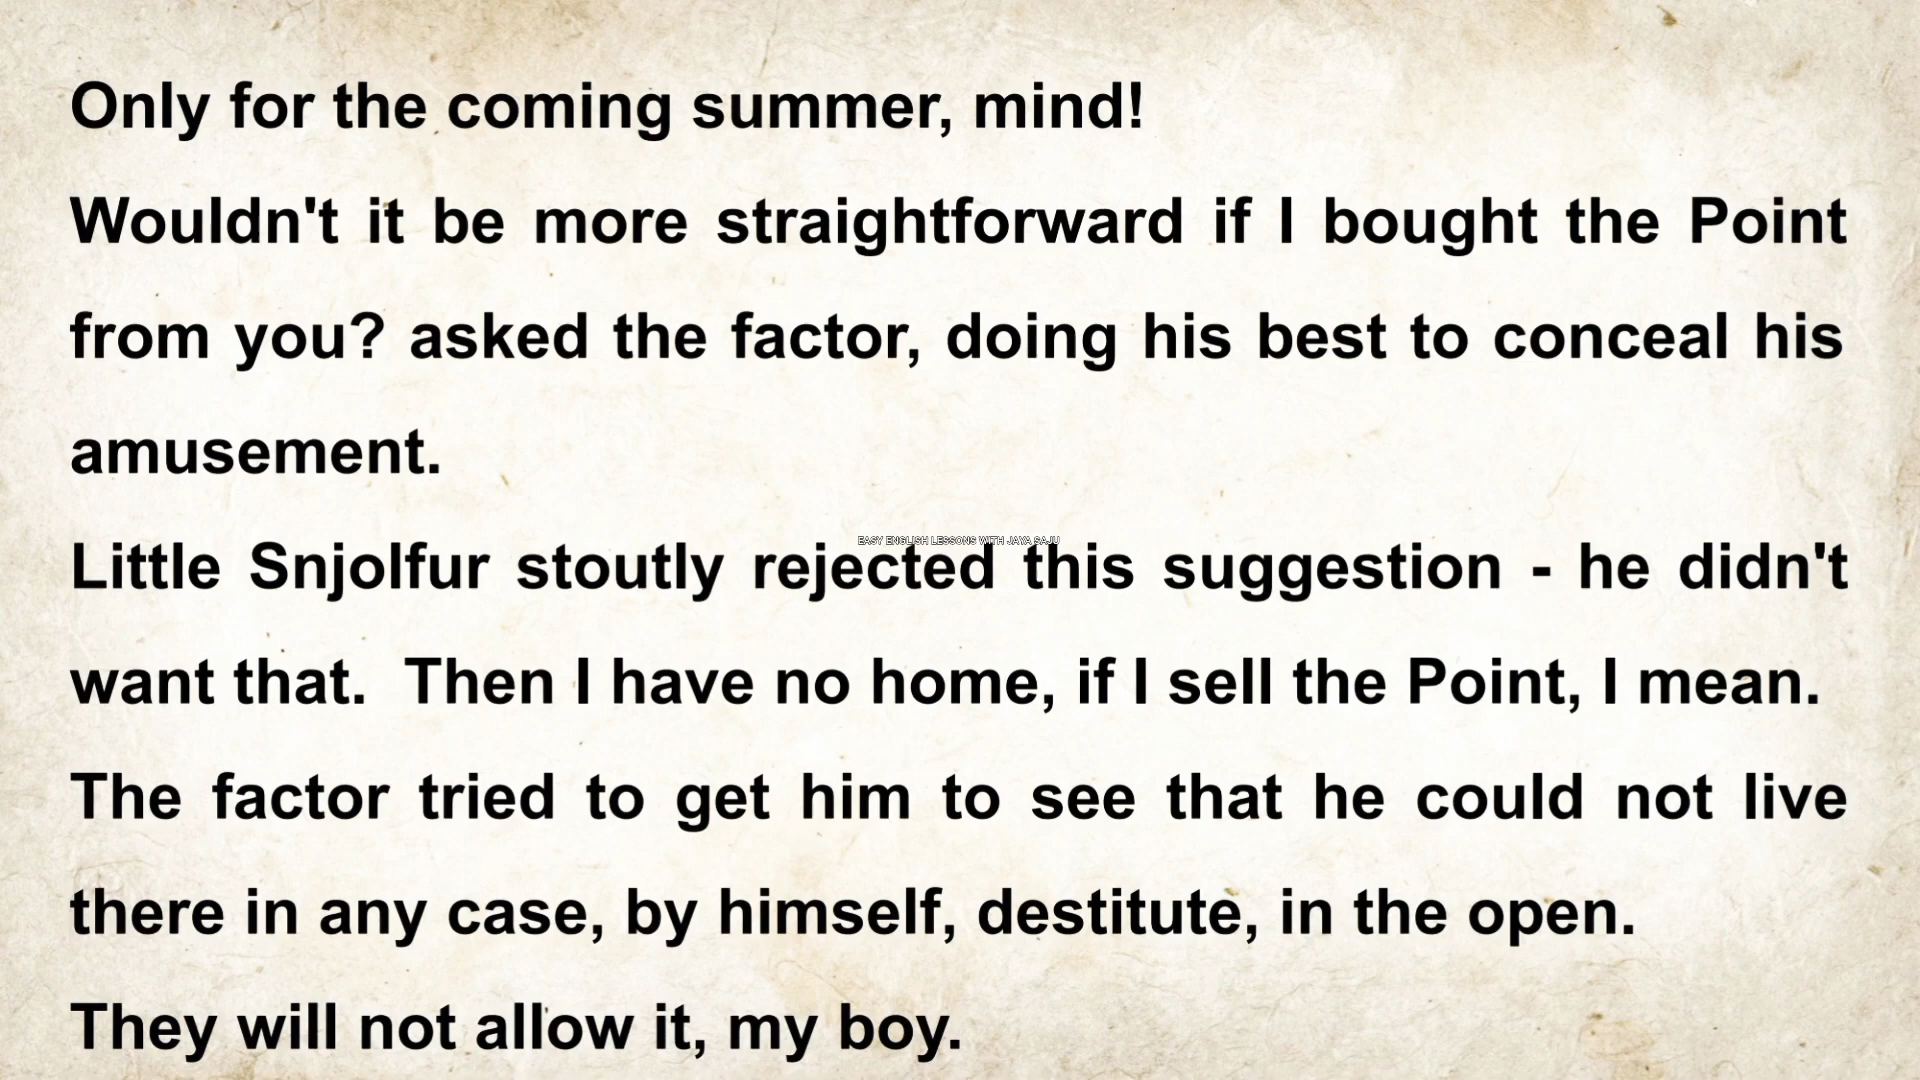 Only for the coming summer, mind!
Wouldn't it be more straightforward if I bought the Point
from you? asked the factor, doing his best to conceal his
amusement.
EASY ENGLISH LESSONS WITH JAYA SAJU
Little Snjolfur stoutly rejected this suggestion - he didn't
want that.  Then I have no home, if I sell the Point, I mean.
The factor tried to get him to see that he could not live
there in any case, by himself, destitute, in the open.
They will not allow it, my boy.